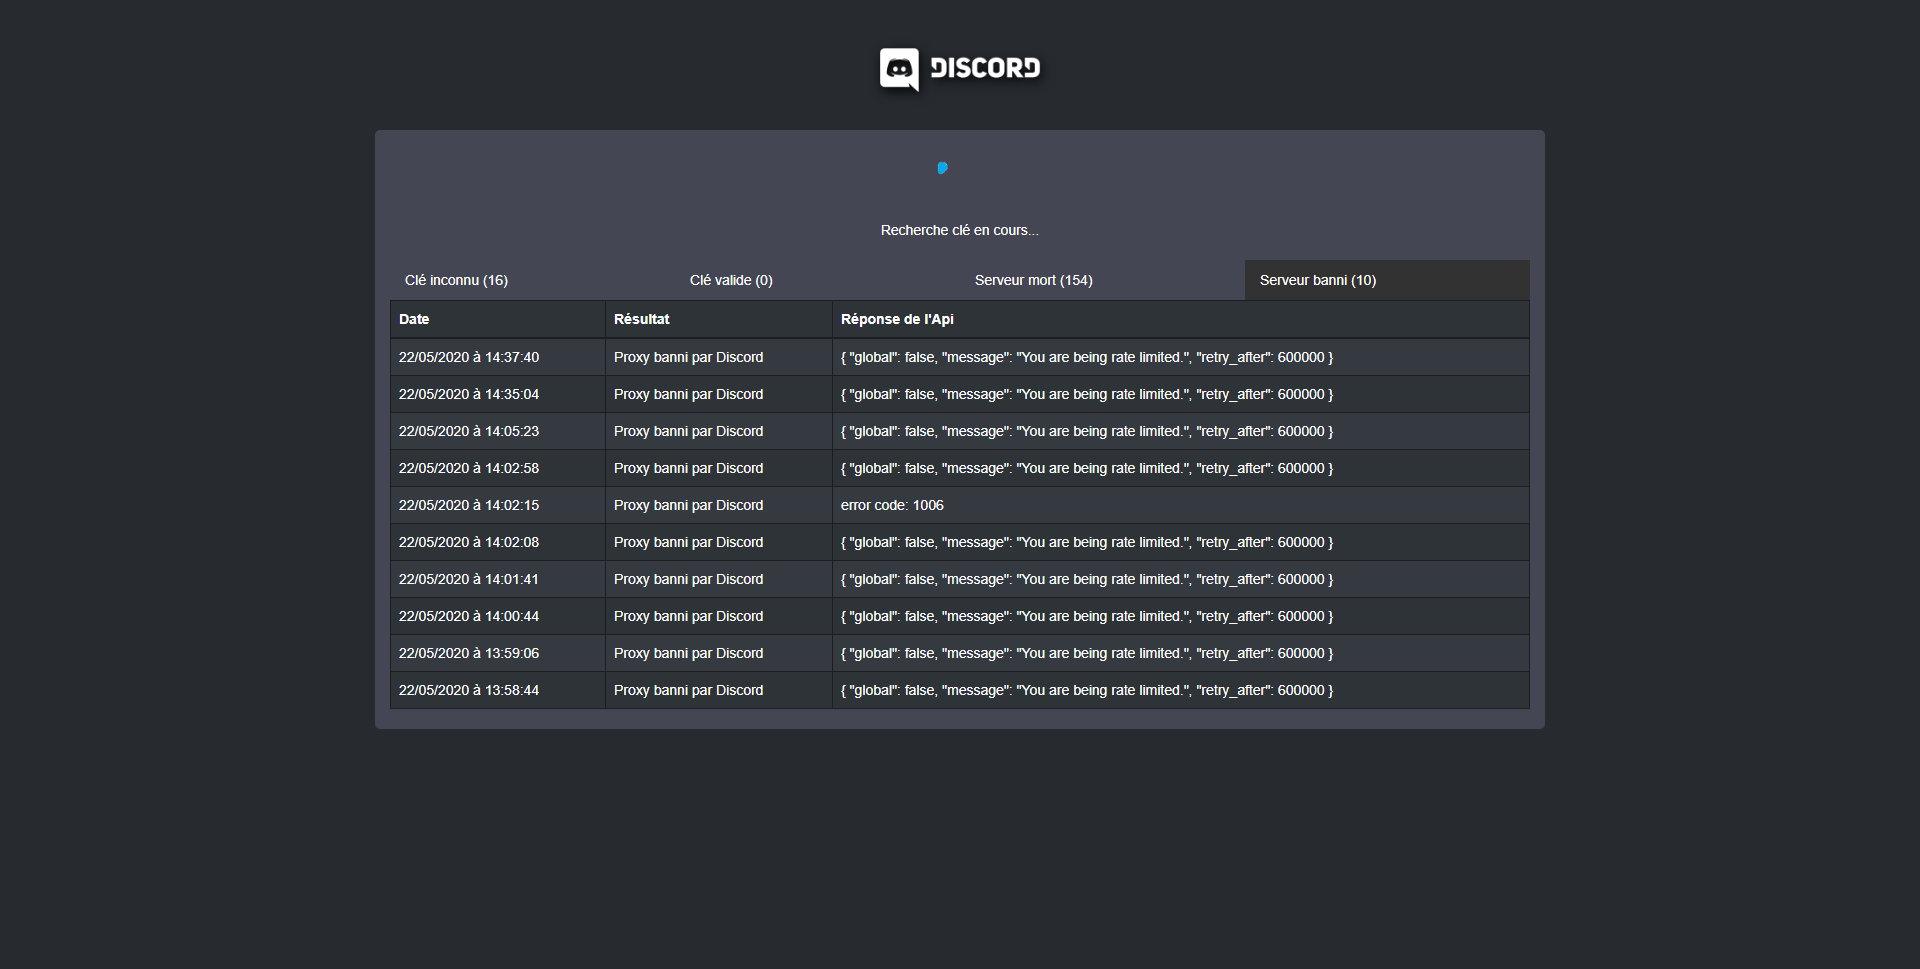 DISCORD
Recherche clé en cours...
Clé inconnu (16) Clé valide (0) Serveur mort (154) Serveur banni (10)
Date Résultat Réponse de l'Api
22/05/2020 à 14:37:40 Proxy banni par Discord { "global": false, "message": "You are being rate limited.", "retry_after": 600000 }
22/05/2020 à 14:35:04 Proxy banni par Discord { "global": false, "message": "You are being rate limited.", "retry_after": 600000 }
22/05/2020 à 14:05:23 Proxy banni par Discord { "global": false, "message": "You are being rate limited.", "retry_after": 600000 }
22/05/2020 à 14:02:58 Proxy banni par Discord { "global": false, "message": "You are being rate limited.", "retry_after": 600000 }
22/05/2020 à 14:02:15 Proxy banni par Discord error code: 1006
22/05/2020 à 14:02:08 Proxy banni par Discord { "global": false, "message": "You are being rate limited.", "retry_after": 600000 }
22/05/2020 à 14:01:41 Proxy banni par Discord { "global": false, "message": "You are being rate limited.", "retry_after": 600000 }
22/05/2020 à 14:00:44 Proxy banni par Discord { "global": false, "message": "You are being rate limited.", "retry_after": 600000 }
22/05/2020 à 13:59:06 Proxy banni par Discord { "global": false, "message": "You are being rate limited.", "retry_after": 600000 }
22/05/2020 à 13:58:44 Proxy banni par Discord { "global": false, "message": "You are being rate limited.", "retry_after": 600000 }